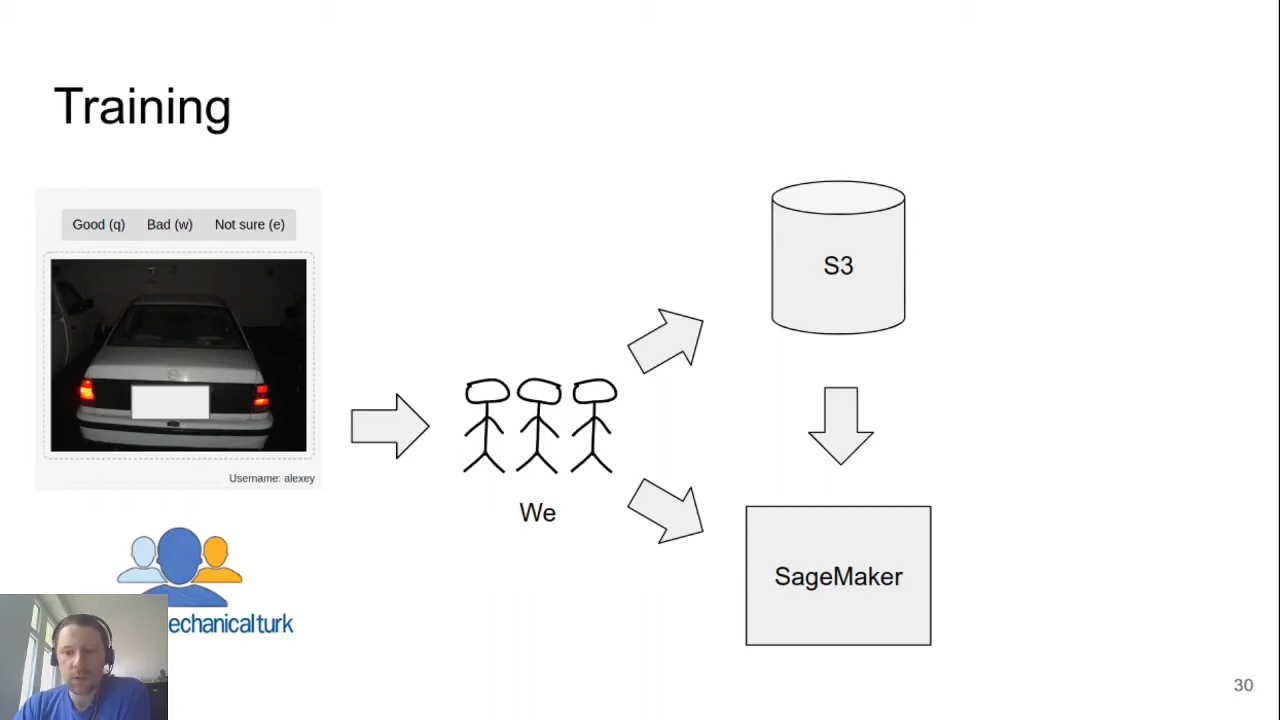 Training
Good (q) Bad (w) Not sure (e)
Username: alexey
echanicalturk
We
S3
SageMaker
30